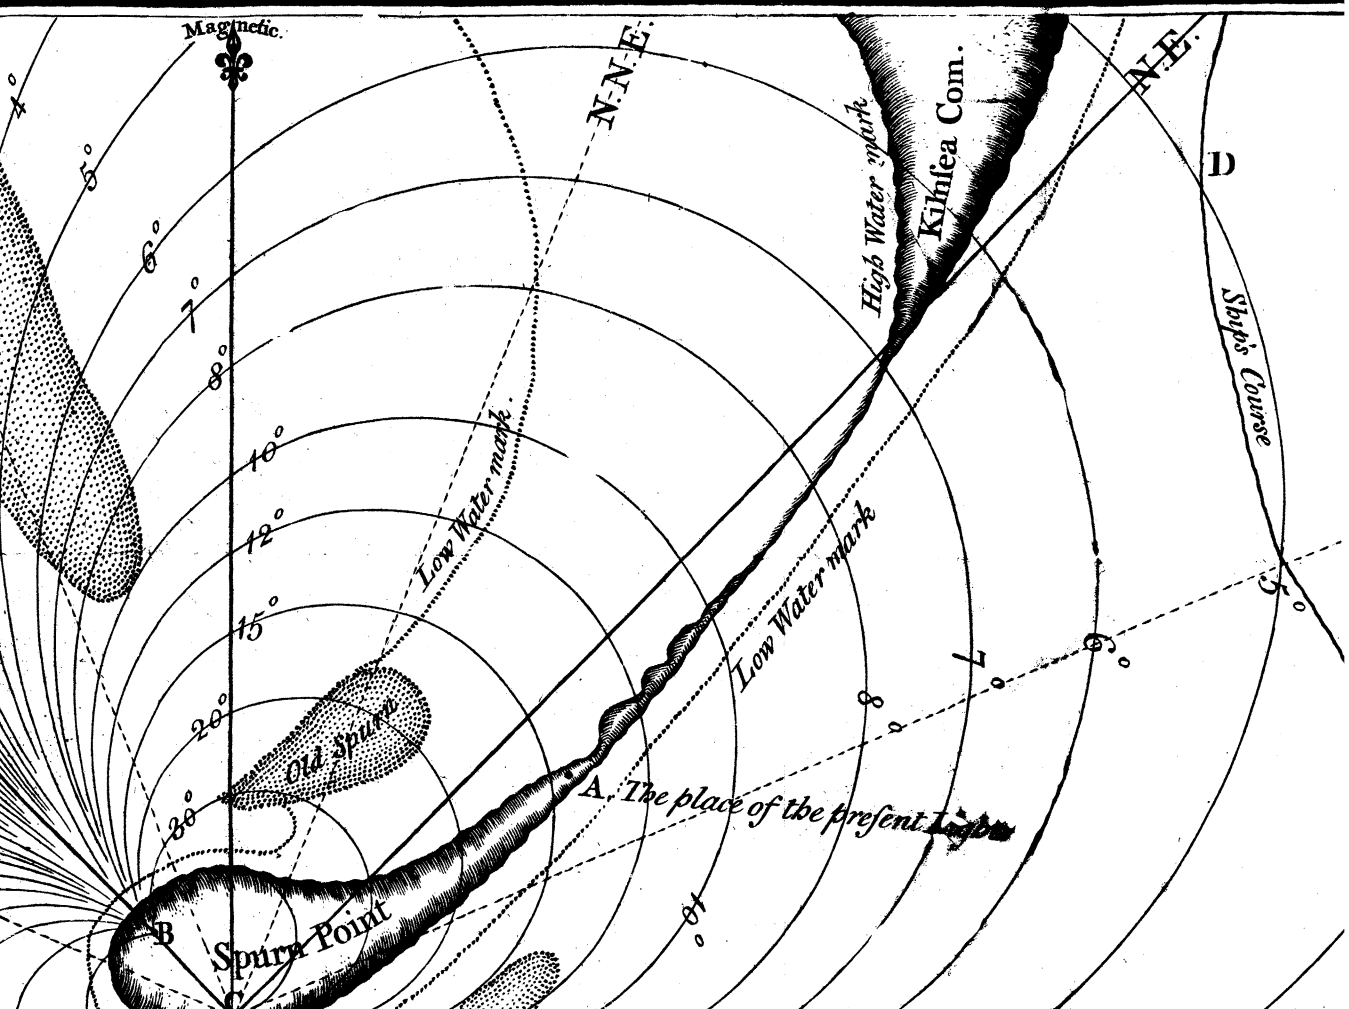 Magnetic.
N.N.E.
N.E.
4°
5°
6°
7°
8°
10°
12°
15°
20°
30°
High Water mark
Kilnſea Com.
D
Ship's Course
Low Water mark.
Low Water mark
Old Spurn
A. The place of the preſent Lights
5°
6°
7°
8°
10°
B
Spurn Point
C